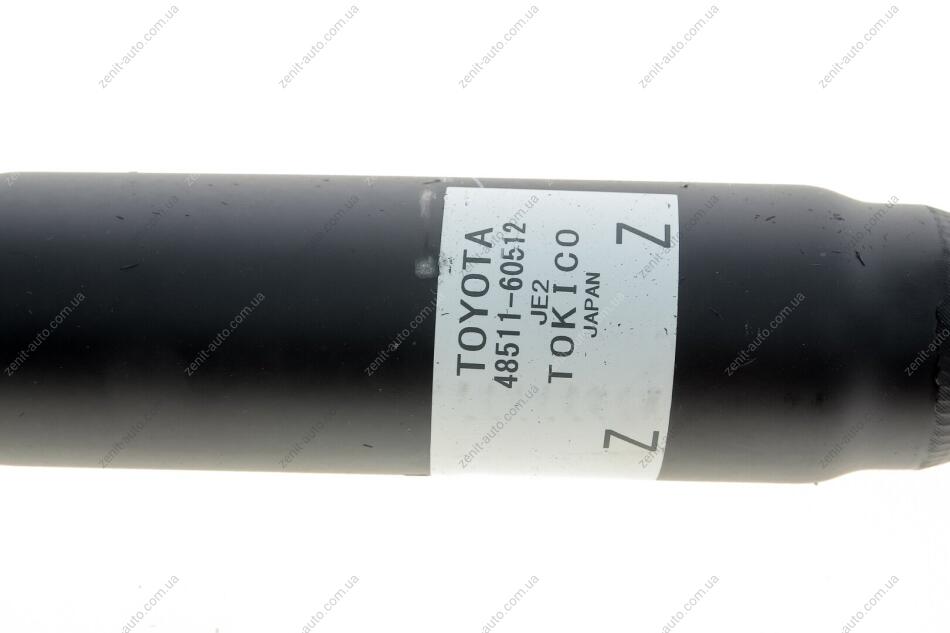 TOYOTA
48511-60512
JE2
TOKICO
JAPAN
Z Z
zenit-auto.com.ua